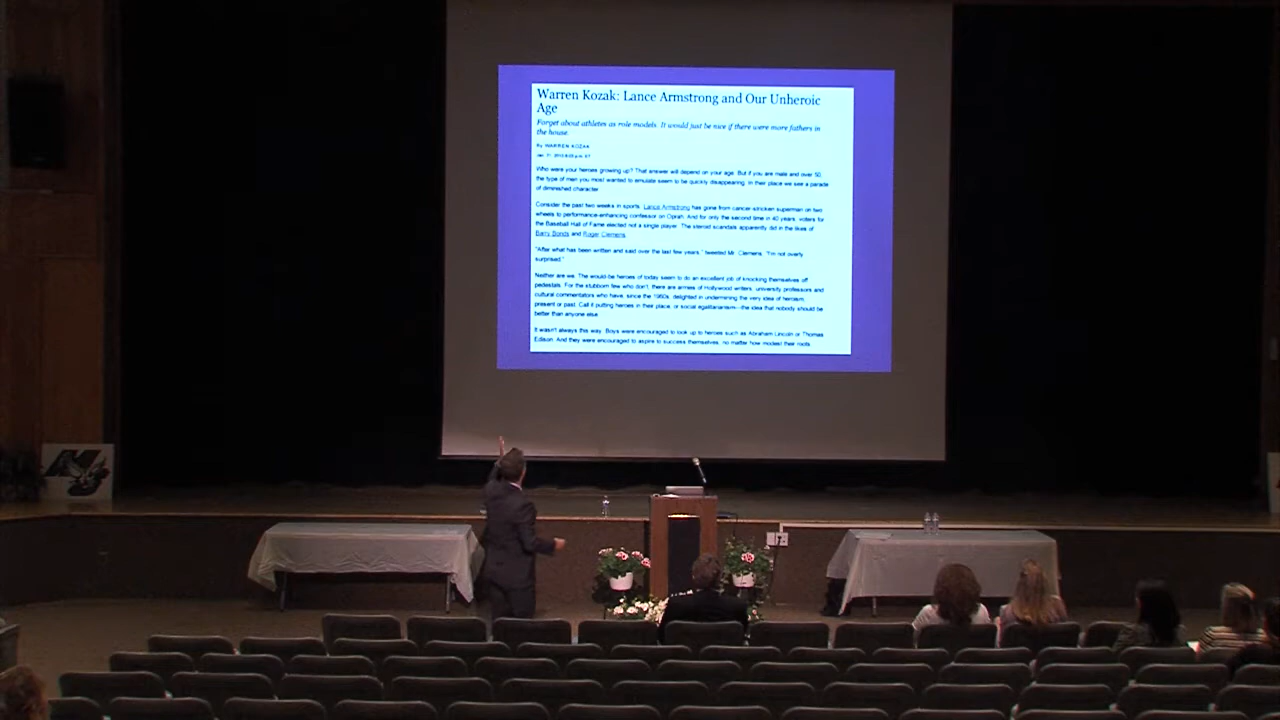 Warren Kozak: Lance Armstrong and Our Unheroic
Age
Forget about athletes as role models. It would just be nice if there were more fathers in
the house.
By WARREN KOZAK
Who were your heroes growing up? That answer will depend on your age. But if you are male and over 50,
the type of men you most wanted to emulate seem to be quickly disappearing. In their place we see a parade
of diminished character.
Consider the past two weeks in sports. Lance Armstrong has gone from cancer-stricken superman on two
wheels to performance-enhancing confessor on Oprah. And for only the second time in 40 years, voters for
the Baseball Hall of Fame elected not a single player. The steroid scandals apparently did in the likes of
Barry Bonds and Roger Clemens.
"After what has been written and said over the last few years," tweeted Mr. Clemens, "I'm not overly
surprised."
Neither are we. The would-be heroes of today seem to do an excellent job of knocking themselves off
pedestals. For the stubborn few who don't, there are armies of Hollywood writers, university professors and
cultural commentators who have, since the 1960s, delighted in undermining the very idea of heroism,
present or past. Call it putting heroes in their place, or social egalitarianism—the idea that nobody should be
better than anyone else.
It wasn't always this way. Boys were encouraged to look up to heroes such as Abraham Lincoln or Thomas
Edison. And they were encouraged to aspire to success themselves, no matter how modest their roots.